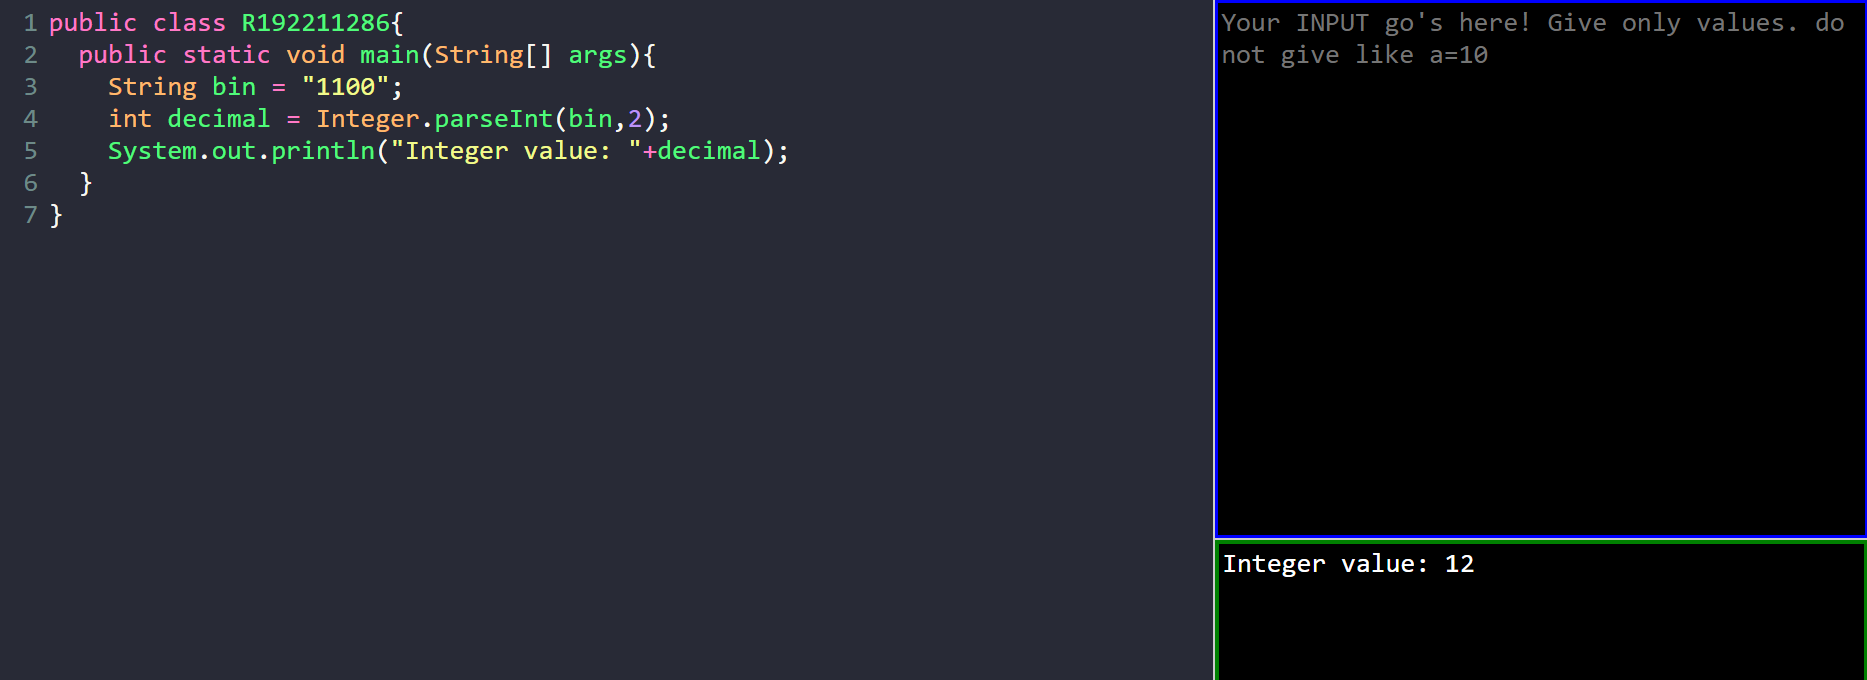 1 public class R192211286{
2   public static void main(String[] args){
3     String bin = "1100";
4     int decimal = Integer.parseInt(bin,2);
5     System.out.println("Integer value: "+decimal);
6   }
7 }
Your INPUT go's here! Give only values. do
not give like a=10
Integer value: 12